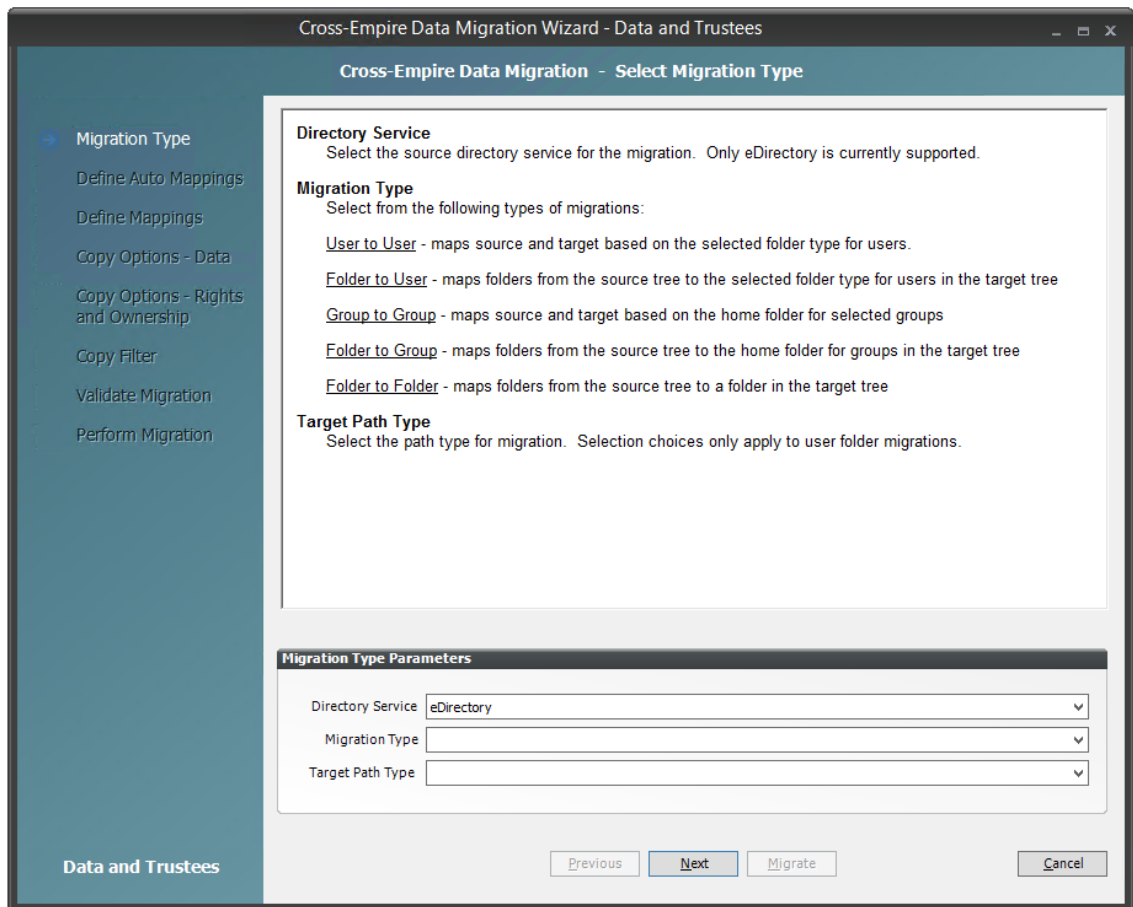 Cross-Empire Data Migration Wizard - Data and Trustees
Cross-Empire Data Migration - Select Migration Type
Migration Type
Define Auto Mappings
Define Mappings
Copy Options - Data
Copy Options - Rights
and Ownership
Copy Filter
Validate Migration
Perform Migration
Data and Trustees
Directory Service
Select the source directory service for the migration. Only eDirectory is currently supported.
Migration Type
Select from the following types of migrations:
User to User - maps source and target based on the selected folder type for users.
Folder to User - maps folders from the source tree to the selected folder type for users in the target tree
Group to Group - maps source and target based on the home folder for selected groups
Folder to Group - maps folders from the source tree to the home folder for groups in the target tree
Folder to Folder - maps folders from the source tree to a folder in the target tree
Target Path Type
Select the path type for migration. Selection choices only apply to user folder migrations.
Migration Type Parameters
Directory Service eDirectory
Migration Type
Target Path Type
Previous Next Migrate Cancel